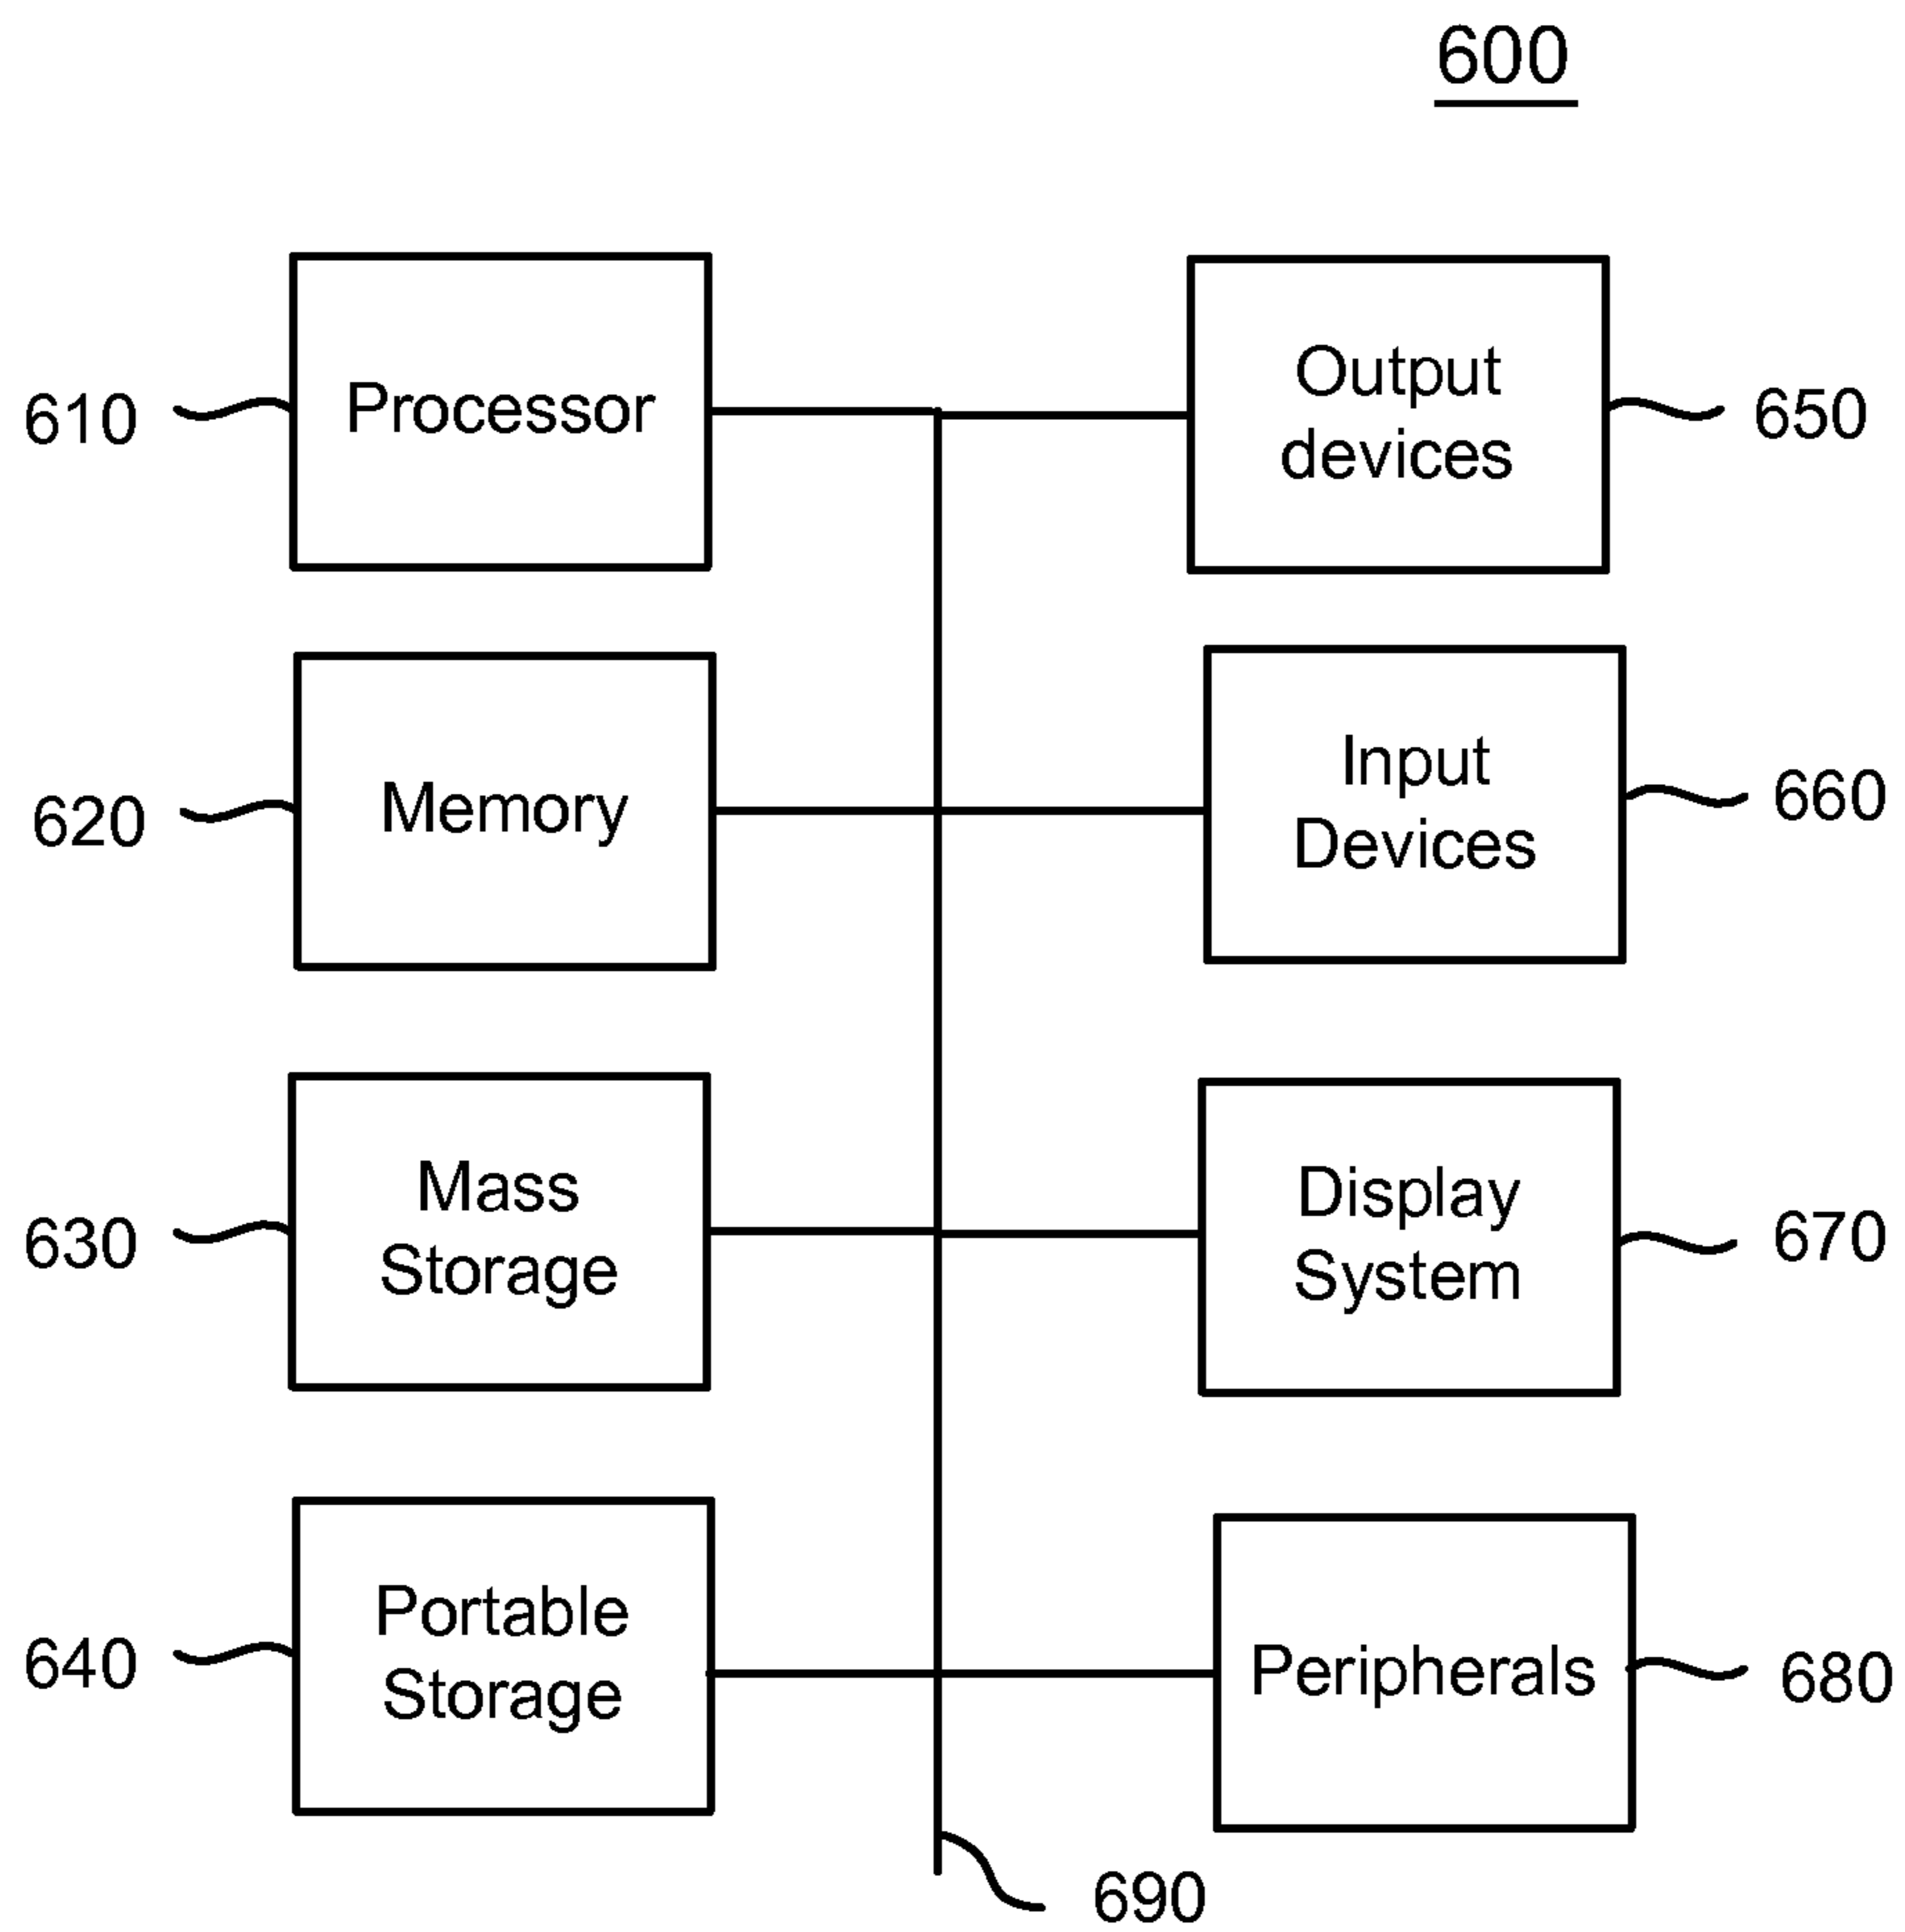 600
610
Processor
Output
devices
650
620
Memory
Input
Devices
660
630
Mass
Storage
Display
System
670
640
Portable
Storage
Peripherals
680
690